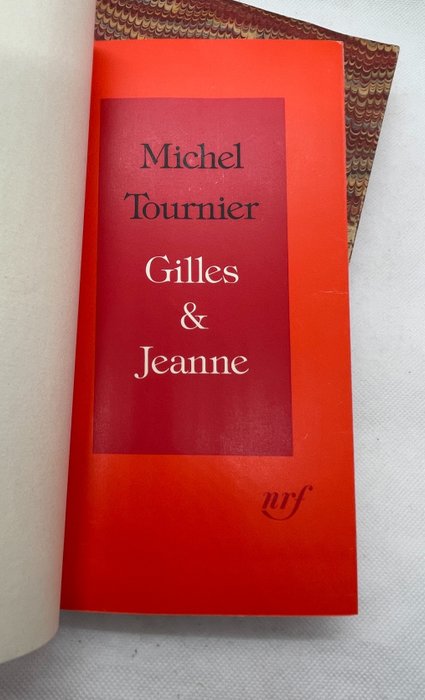 Michel
Tournier
Gilles
&
Jeanne
nrf